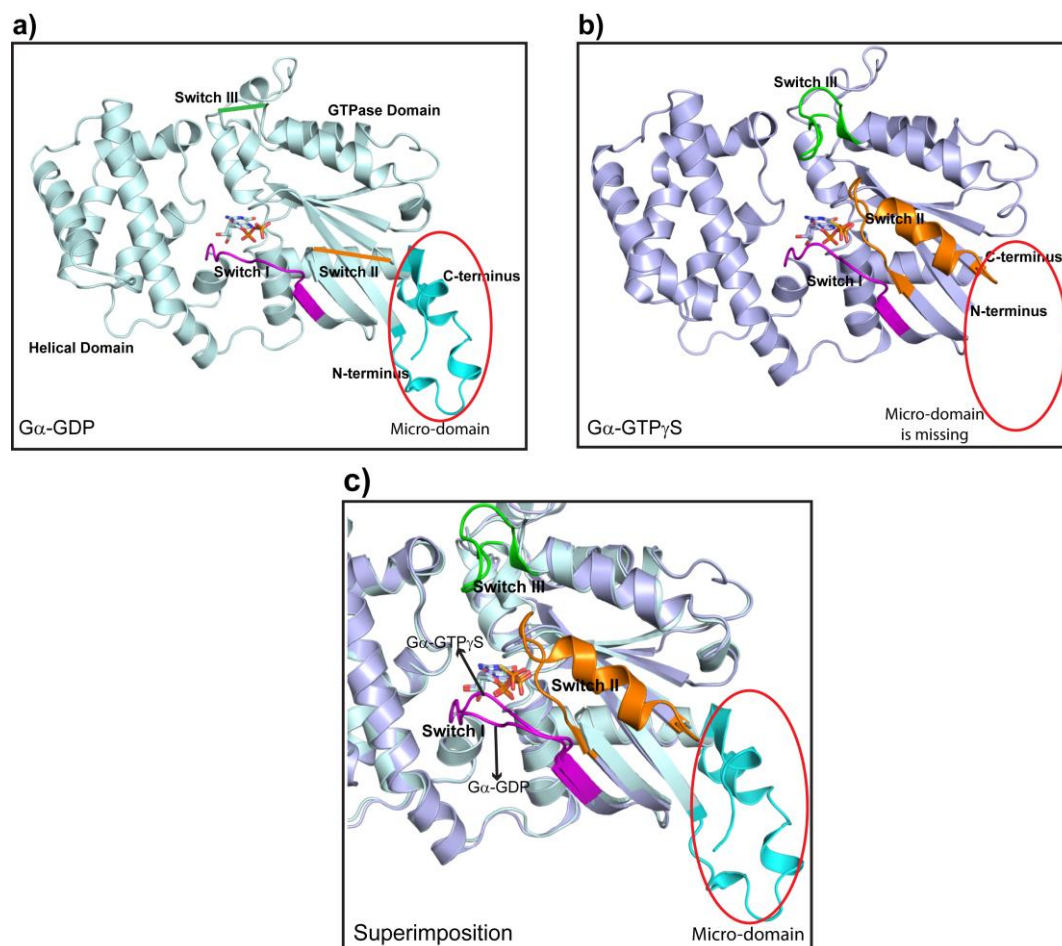 a)
Switch III
GTPase Domain
Switch I
Switch II
C-terminus
Helical Domain
N-terminus
Gα-GDP
Micro-domain
b)
Switch III
Switch II
Switch I
C-terminus
N-terminus
Gα-GTPγS
Micro-domain
is missing
c)
Switch III
Gα-GTPγS
Switch II
Switch I
Gα-GDP
Superimposition
Micro-domain